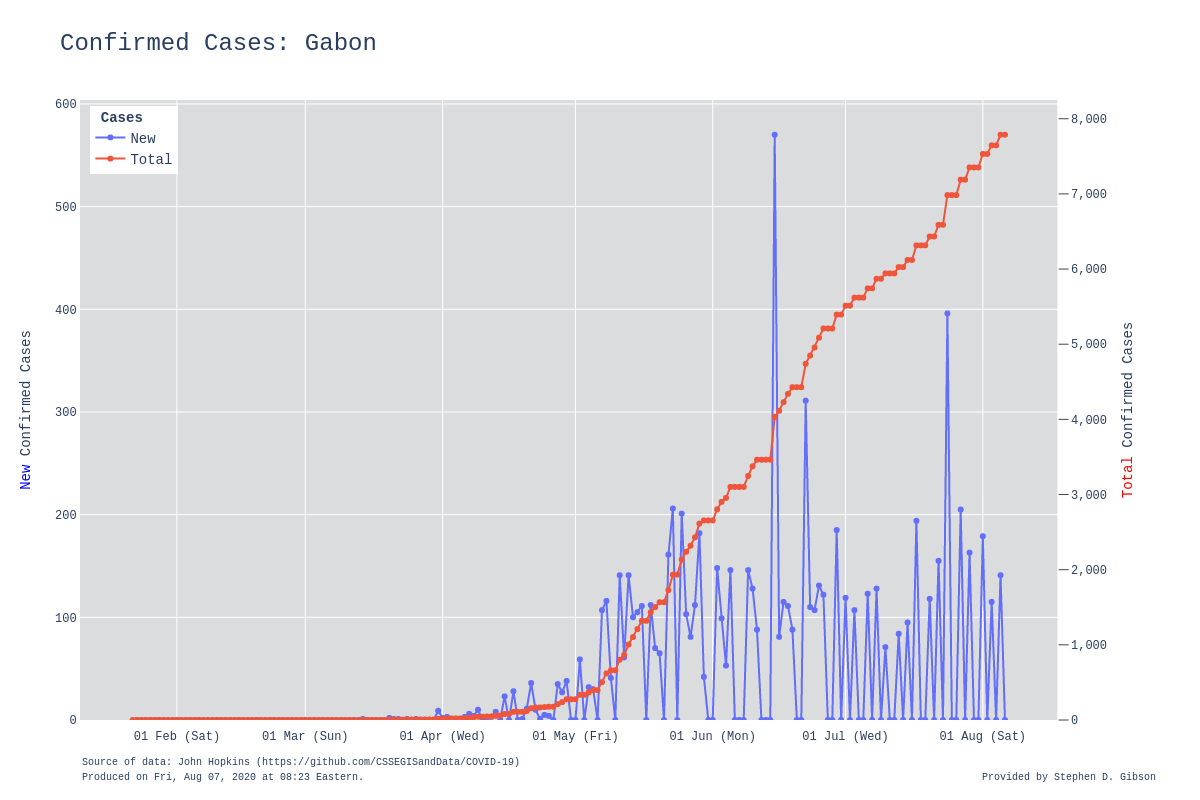 Confirmed Cases: Gabon
Cases
New
Total
600
500
400
300
200
100
0
8,000
7,000
6,000
5,000
4,000
3,000
2,000
1,000
0
New Confirmed Cases
Total Confirmed Cases
01 Feb (Sat) 01 Mar (Sun) 01 Apr (Wed) 01 May (Fri) 01 Jun (Mon) 01 Jul (Wed) 01 Aug (Sat)
Source of data: John Hopkins (https://github.com/CSSEGISandData/COVID-19)
Produced on Fri, Aug 07, 2020 at 08:23 Eastern.
Provided by Stephen D. Gibson